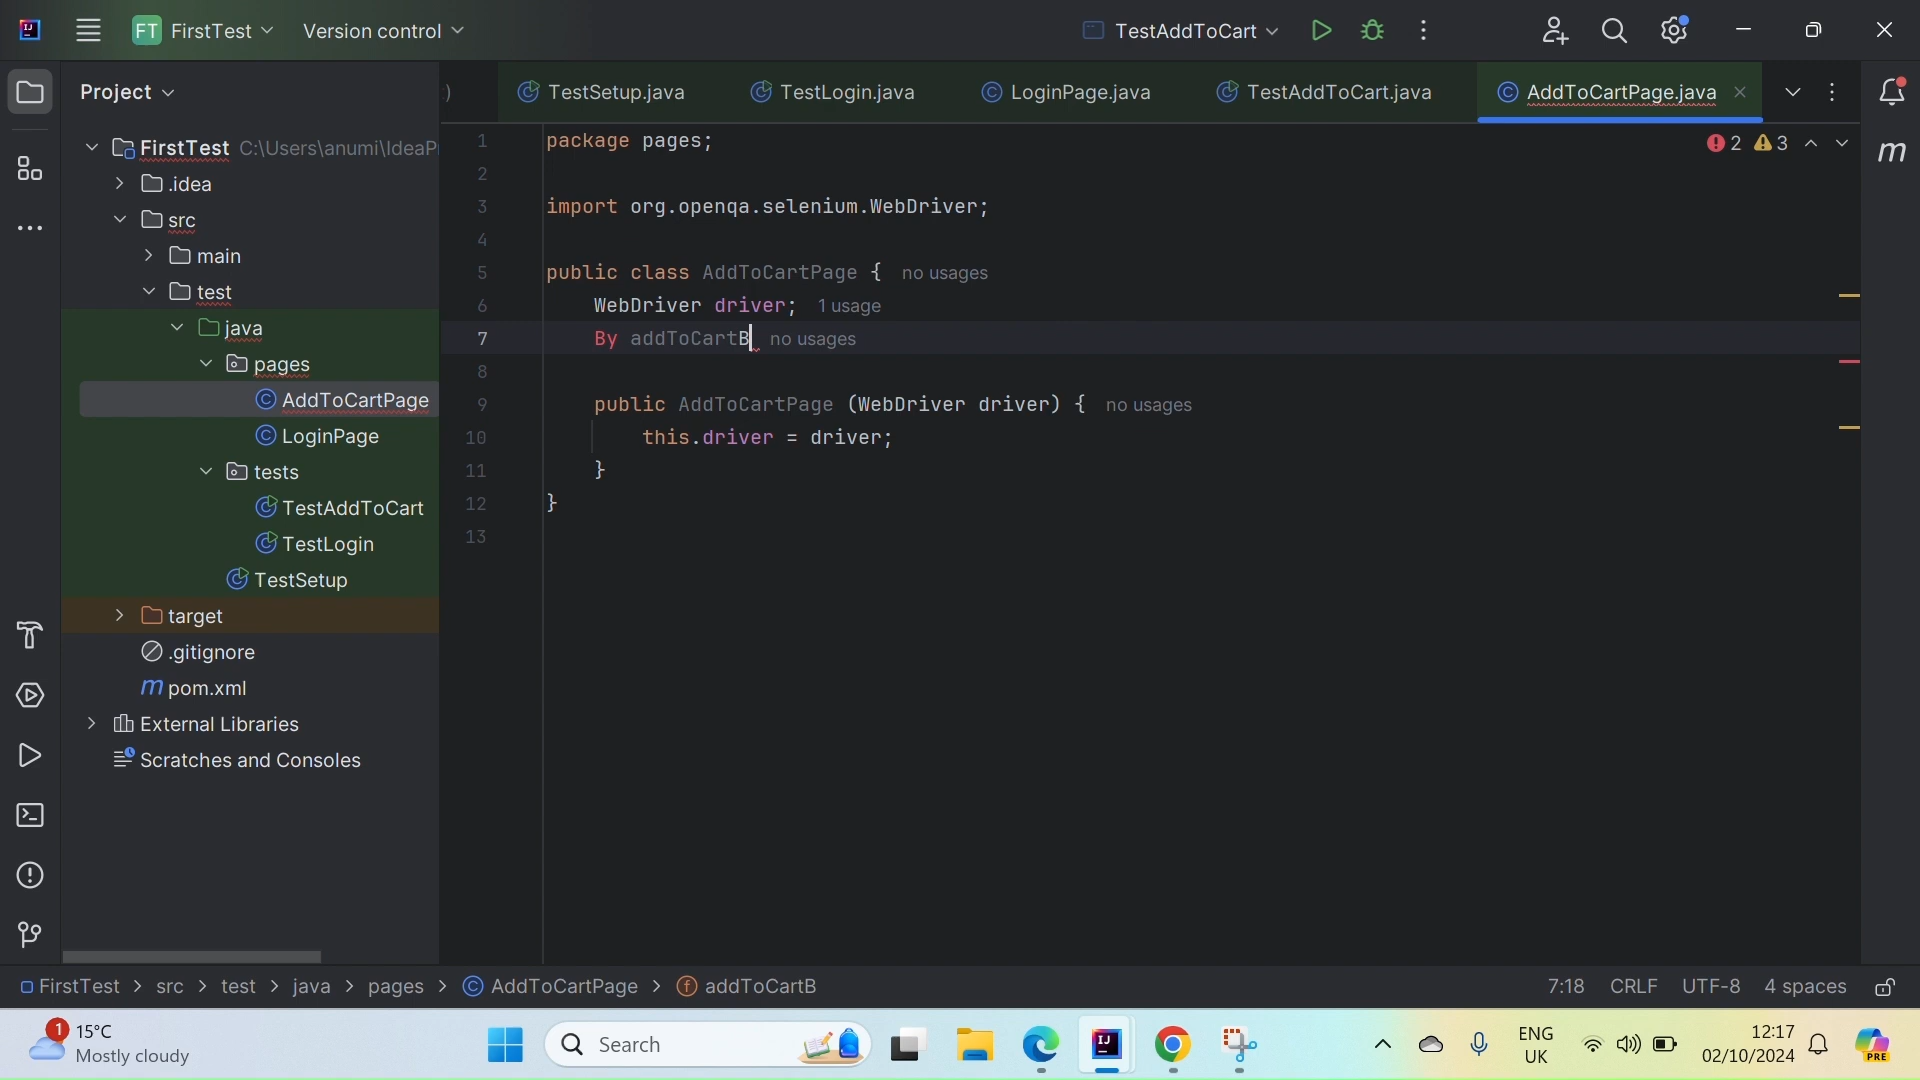 FT FirstTest Version control TestAddToCart
Project
) TestSetup.java TestLogin.java LoginPage.java TestAddToCart.java AddToCartPage.java
FirstTest C:\Users\anumi\IdeaP
.idea
src
main
test
java
pages
AddToCartPage
LoginPage
tests
TestAddToCart
TestLogin
TestSetup
target
.gitignore
m pom.xml
External Libraries
Scratches and Consoles
1 package pages;
2
3 import org.openqa.selenium.WebDriver;
4
5 public class AddToCartPage { no usages
6 WebDriver driver; 1 usage
7 By addToCartB no usages
8
9 public AddToCartPage (WebDriver driver) { no usages
10 this.driver = driver;
11 }
12 }
13
2 3
m
FirstTest > src > test > java > pages > AddToCartPage > addToCartB
7:18 CRLF UTF-8 4 spaces
1 15°C
Mostly cloudy
Search
ENG
UK
12:17
02/10/2024
PRE